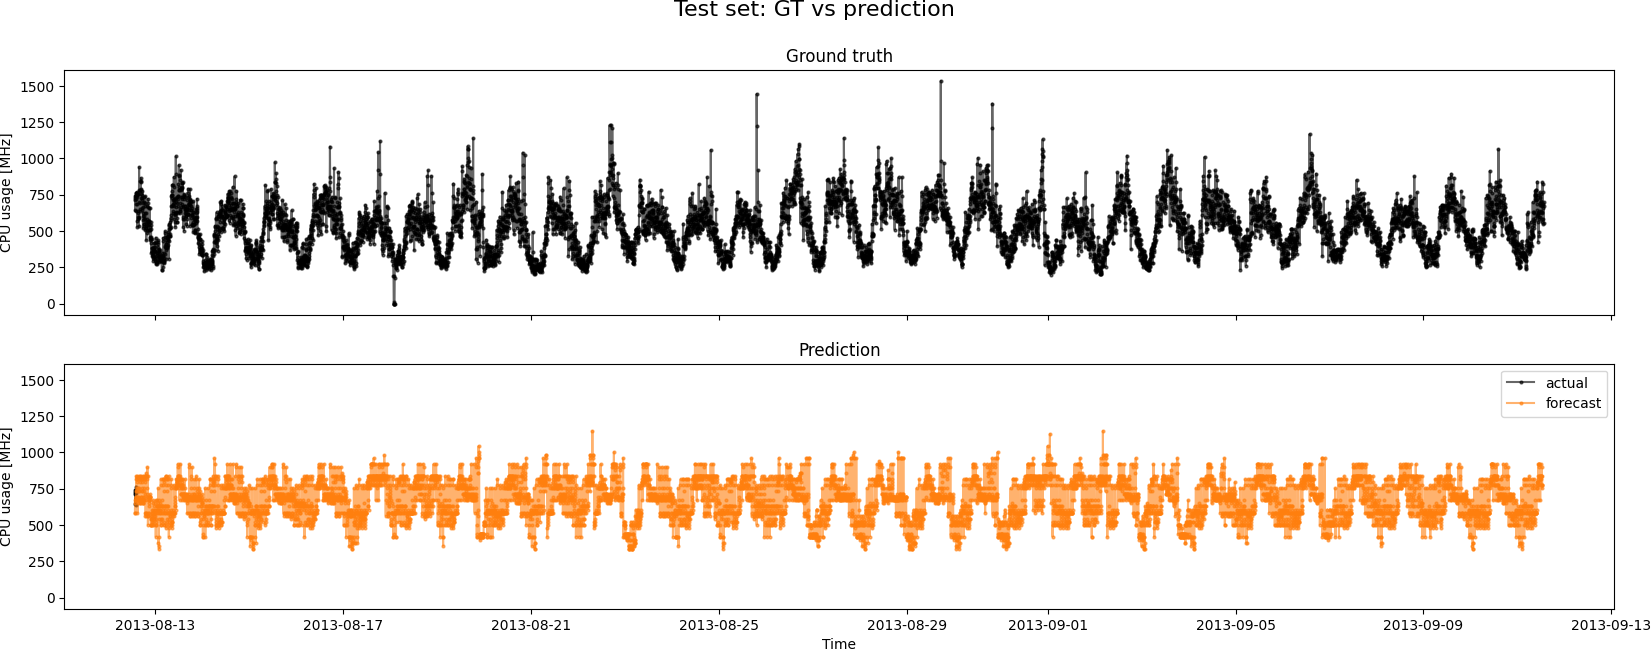 Test set: GT vs prediction
Ground truth
CPU usage [MHz]
1500
1250
1000
750
500
250
0
Prediction
CPU usage [MHz]
1500
1250
1000
750
500
250
0
actual
forecast
2013-08-13 2013-08-17 2013-08-21 2013-08-25 2013-08-29 2013-09-01 2013-09-05 2013-09-09 2013-09-13
Time